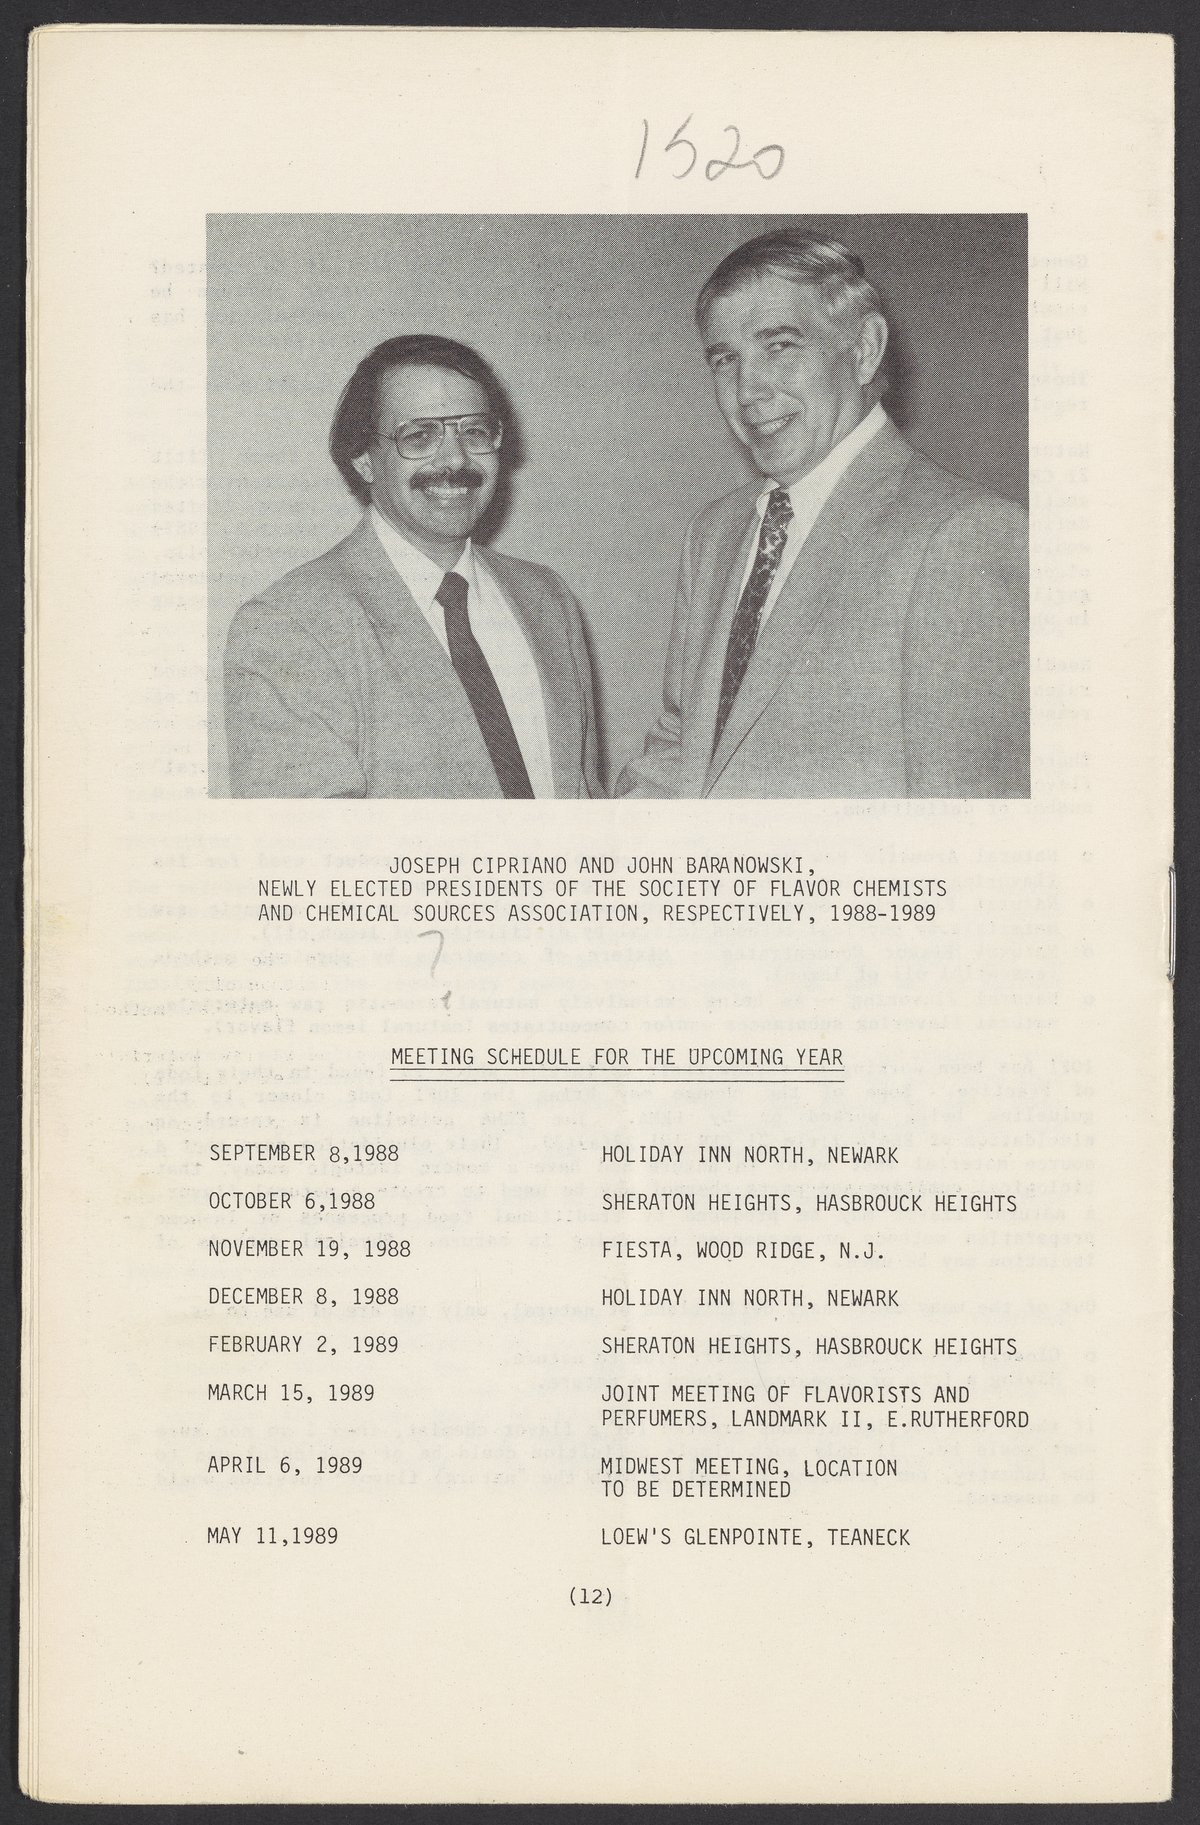 1520
JOSEPH CIPRIANO AND JOHN BARANOWSKI,
NEWLY ELECTED PRESIDENTS OF THE SOCIETY OF FLAVOR CHEMISTS
AND CHEMICAL SOURCES ASSOCIATION, RESPECTIVELY, 1988-1989
MEETING SCHEDULE FOR THE UPCOMING YEAR
SEPTEMBER 8,1988 HOLIDAY INN NORTH, NEWARK
OCTOBER 6,1988 SHERATON HEIGHTS, HASBROUCK HEIGHTS
NOVEMBER 19, 1988 FIESTA, WOOD RIDGE, N.J.
DECEMBER 8, 1988 HOLIDAY INN NORTH, NEWARK
FEBRUARY 2, 1989 SHERATON HEIGHTS, HASBROUCK HEIGHTS
MARCH 15, 1989 JOINT MEETING OF FLAVORISTS AND
PERFUMERS, LANDMARK II, E.RUTHERFORD
APRIL 6, 1989 MIDWEST MEETING, LOCATION
TO BE DETERMINED
MAY 11,1989 LOEW'S GLENPOINTE, TEANECK
(12)